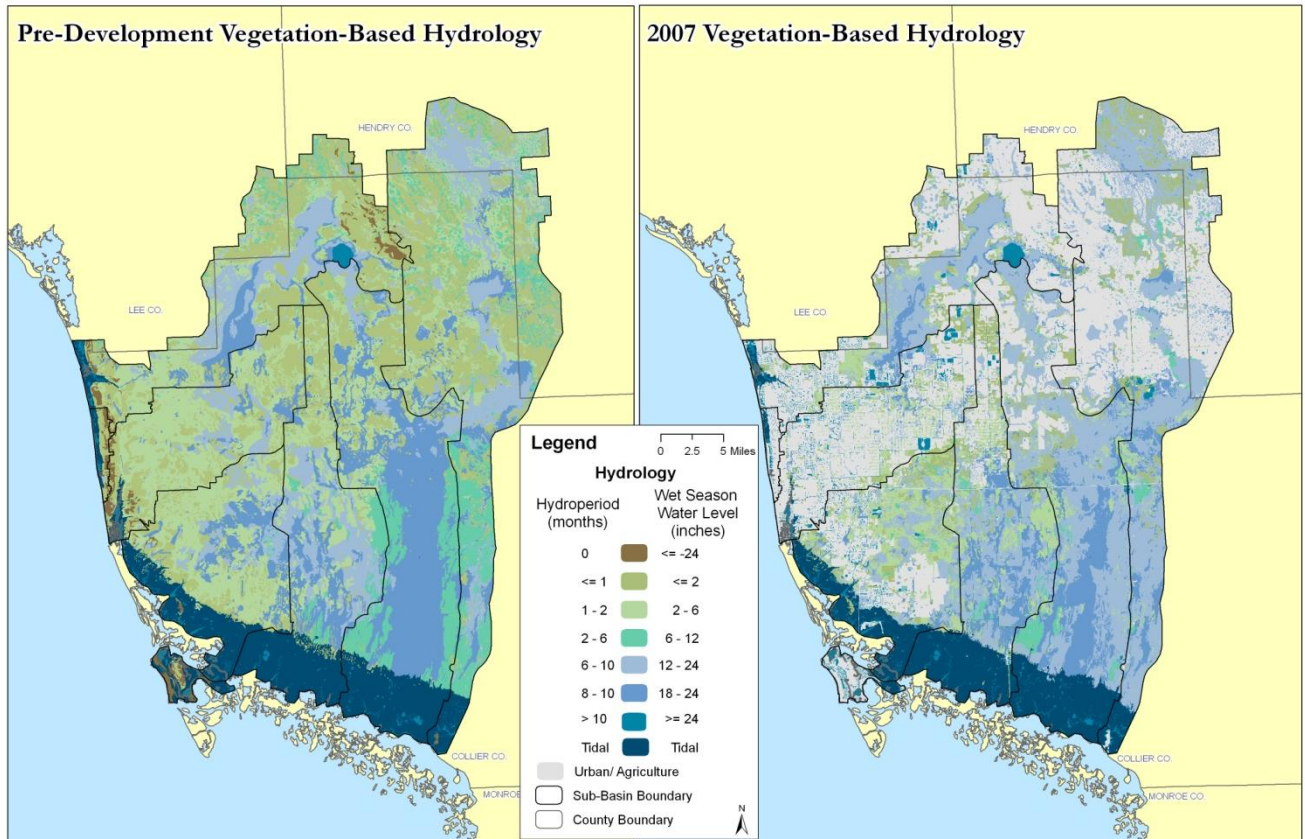 Pre-Development Vegetation-Based Hydrology
HENDRY CO.
LEE CO.
COLLIER CO.
MONROE
2007 Vegetation-Based Hydrology
HENDRY CO.
LEE CO.
COLLIER CO.
MONROE CO.
Legend
0 2.5 5 Miles
Hydrology
Hydroperiod (months) Wet Season Water Level (inches)
0 <= -24
<= 1 <= 2
1 - 2 2 - 6
2 - 6 6 - 12
6 - 10 12 - 24
8 - 10 18 - 24
> 10 >= 24
Tidal Tidal
Urban/ Agriculture
Sub-Basin Boundary
County Boundary
N